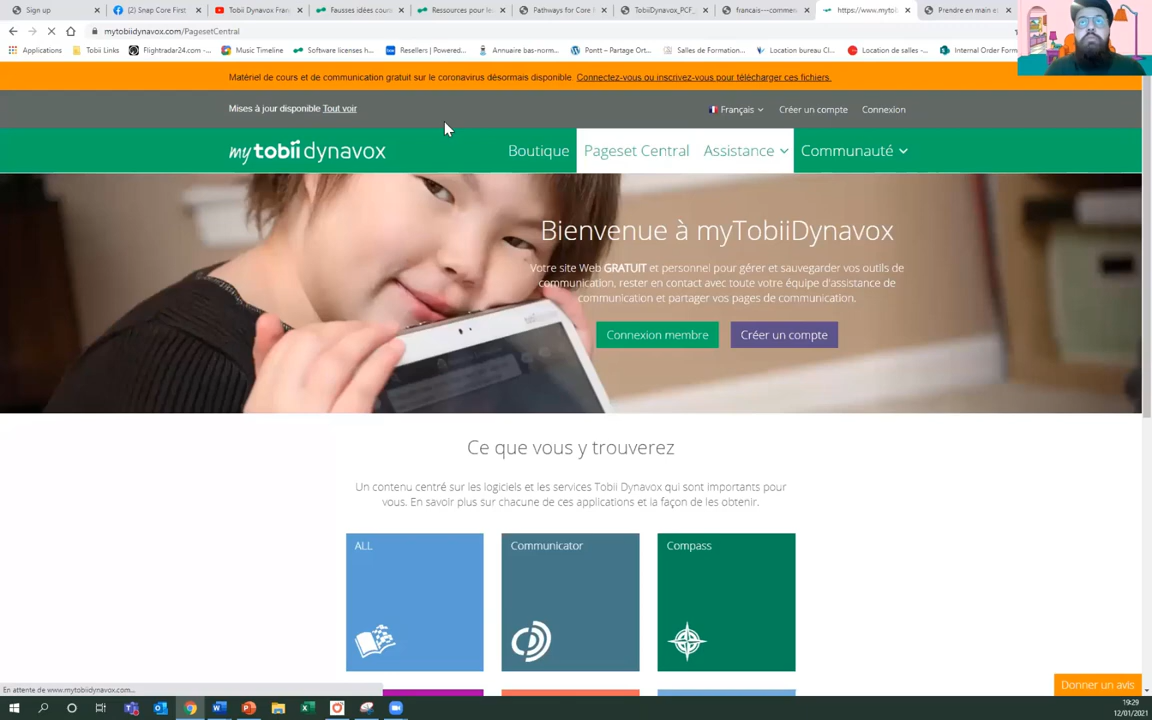 Sign up
(2) Snap Core First
Tobii Dynavox Fran
Fausses idées cour
Ressources pour le
Pathways for Core
TobiiDynavox_PCF_
francais---commen
https://www.mytob
Prendre en main e
mytobiidynavox.com/PagesetCentral
Applications
Tobii Links
Flightradar24.com -...
Music Timeline
Software licenses h...
Resellers | Powered...
Annuaire bas-norm...
Pontt – Partage Ort...
Salles de Formation...
Location bureau Cl...
Location de salles -...
Internal Order Form
Matériel de cours et de communication gratuit sur le coronavirus désormais disponible. Connectez-vous ou inscrivez-vous pour télécharger ces fichiers.
Mises à jour disponible Tout voir
Français
Créer un compte
Connexion
my tobii dynavox
Boutique
Pageset Central
Assistance
Communauté
Bienvenue à myTobiiDynavox
Votre site Web GRATUIT et personnel pour gérer et sauvegarder vos outils de
communication, rester en contact avec toute votre équipe d'assistance de
communication et partager vos pages de communication.
Connexion membre
Créer un compte
Ce que vous y trouverez
Un contenu centré sur les logiciels et les services Tobii Dynavox qui sont importants pour
vous. En savoir plus sur chacune de ces applications et la façon de les obtenir.
ALL
Communicator
Compass
Donner un avis
En attente de www.mytobiidynavox.com...
19:29
12/01/2021